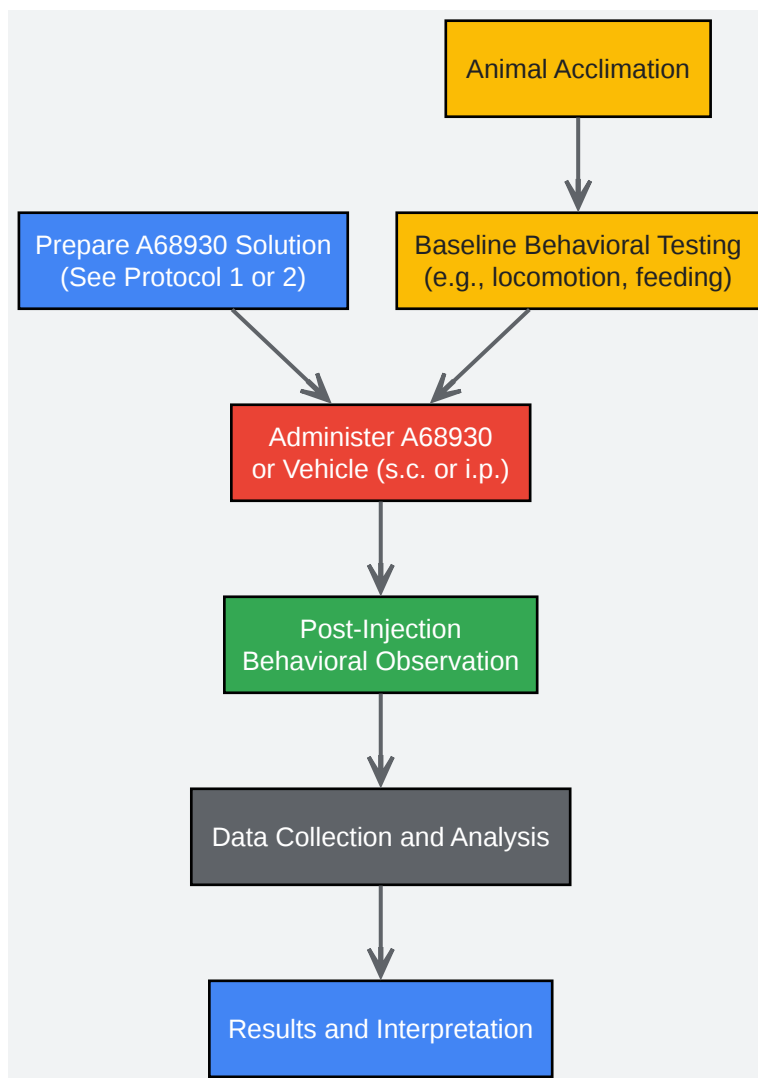 Animal Acclimation
Prepare A68930 Solution
(See Protocol 1 or 2)
Baseline Behavioral Testing
(e.g., locomotion, feeding)
Administer A68930
or Vehicle (s.c. or i.p.)
Post-Injection
Behavioral Observation
Data Collection and Analysis
Results and Interpretation